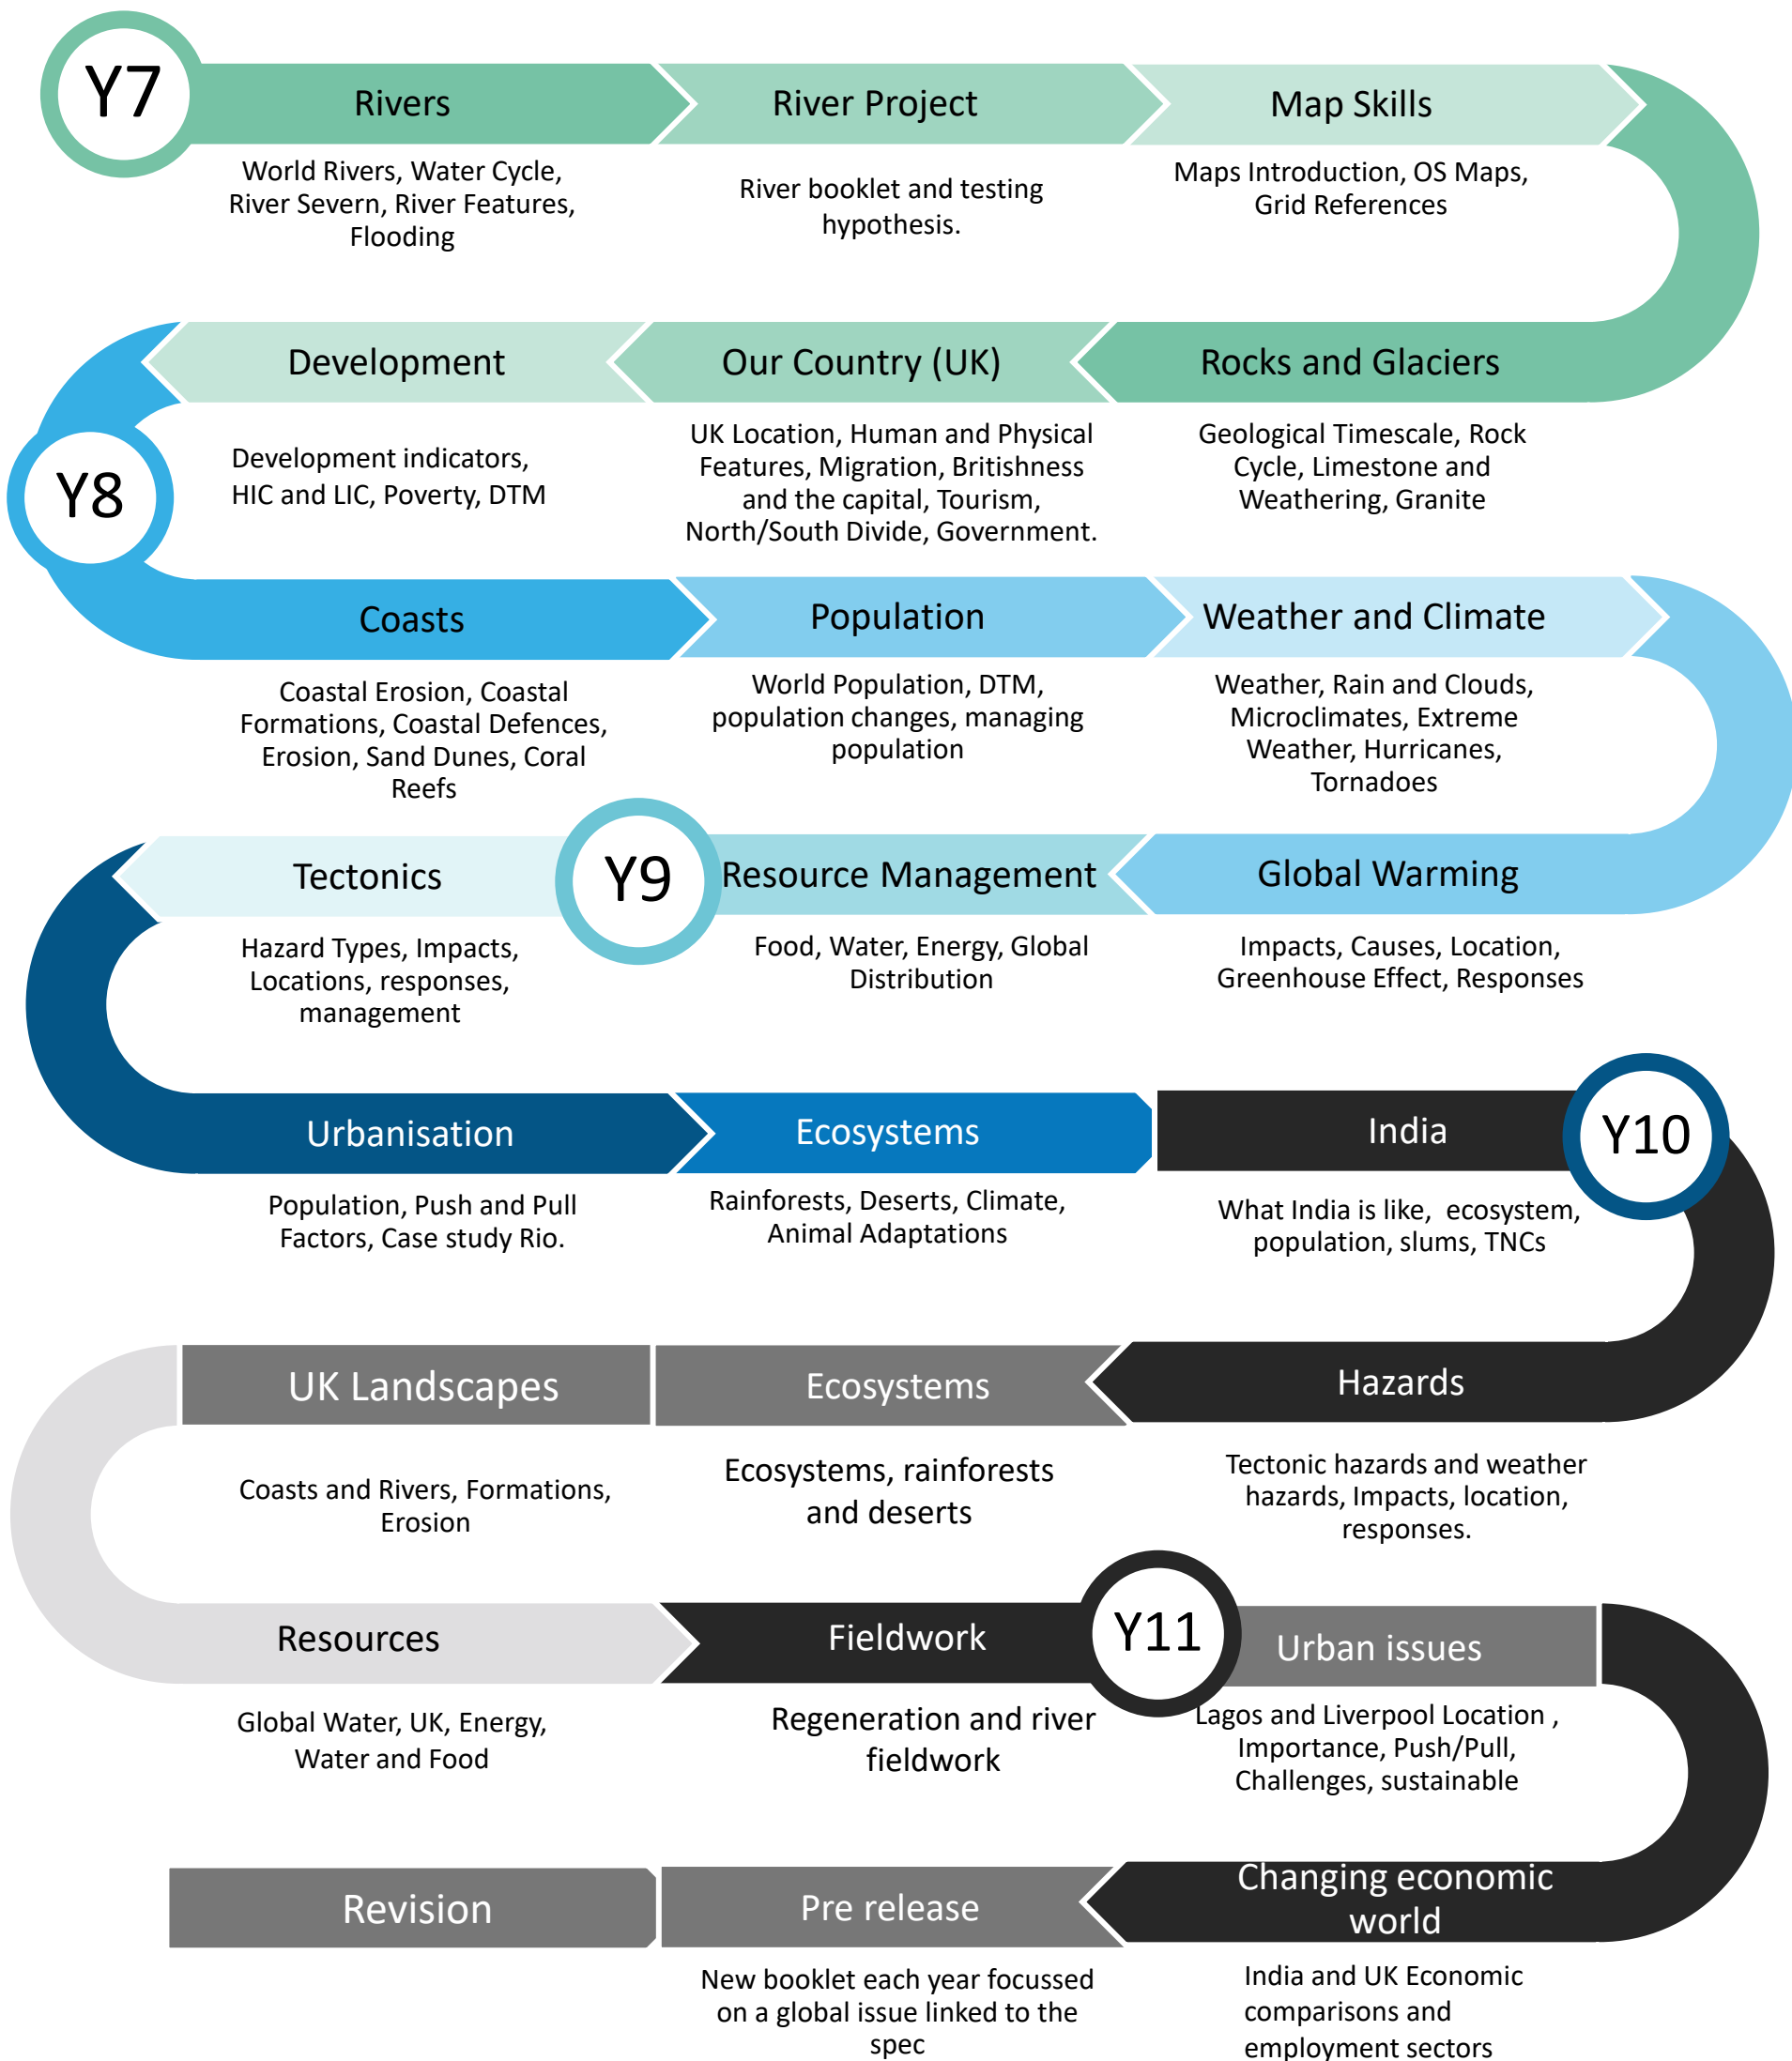 Y7
Rivers
River Project
Map Skills
World Rivers, Water Cycle,
River Severn, River Features,
Flooding
River booklet and testing
hypothesis.
Maps Introduction, OS Maps,
Grid References
Development
Our Country (UK)
Rocks and Glaciers
Y8
Development indicators,
HIC and LIC, Poverty, DTM
UK Location, Human and Physical
Features, Migration, Britishness
and the capital, Tourism,
North/South Divide, Government.
Geological Timescale, Rock
Cycle, Limestone and
Weathering, Granite
Coasts
Population
Weather and Climate
Coastal Erosion, Coastal
Formations, Coastal Defences,
Erosion, Sand Dunes, Coral
Reefs
World Population, DTM,
population changes, managing
population
Weather, Rain and Clouds,
Microclimates, Extreme
Weather, Hurricanes,
Tornadoes
Tectonics
Y9
Resource Management
Global Warming
Hazard Types, Impacts,
Locations, responses,
management
Food, Water, Energy, Global
Distribution
Impacts, Causes, Location,
Greenhouse Effect, Responses
Urbanisation
Ecosystems
India
Y10
Population, Push and Pull
Factors, Case study Rio.
Rainforests, Deserts, Climate,
Animal Adaptations
What India is like, ecosystem,
population, slums, TNCs
UK Landscapes
Ecosystems
Hazards
Coasts and Rivers, Formations,
Erosion
Ecosystems, rainforests
and deserts
Tectonic hazards and weather
hazards, Impacts, location,
responses.
Resources
Fieldwork
Y11
Urban issues
Global Water, UK, Energy,
Water and Food
Regeneration and river
fieldwork
Lagos and Liverpool Location ,
Importance, Push/Pull,
Challenges, sustainable
Revision
Pre release
Changing economic
world
New booklet each year focussed
on a global issue linked to the
spec
India and UK Economic
comparisons and
employment sectors